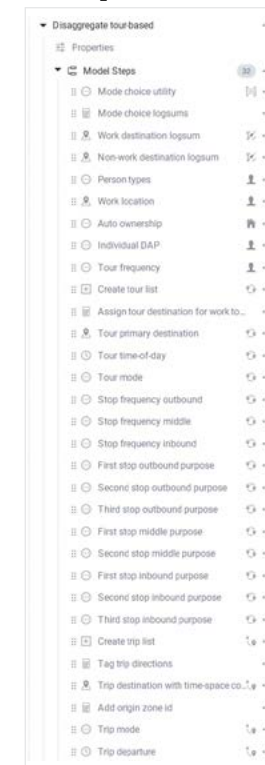 Disaggregate tour-based
Properties
Model Steps 32
Mode choice utility
Mode choice logsums
Work destination logsum
Non-work destination logsum
Person types
Work location
Auto ownership
Individual DAP
Tour frequency
Create tour list
Assign tour destination for work to...
Tour primary destination
Tour time-of-day
Tour mode
Stop frequency outbound
Stop frequency middle
Stop frequency inbound
First stop outbound purpose
Second stop outbound purpose
Third stop outbound purpose
First stop middle purpose
Second stop middle purpose
First stop inbound purpose
Second stop inbound purpose
Third stop inbound purpose
Create trip list
Tag trip directions
Trip destination with time-space co...
Add origin zone id
Trip mode
Trip departure